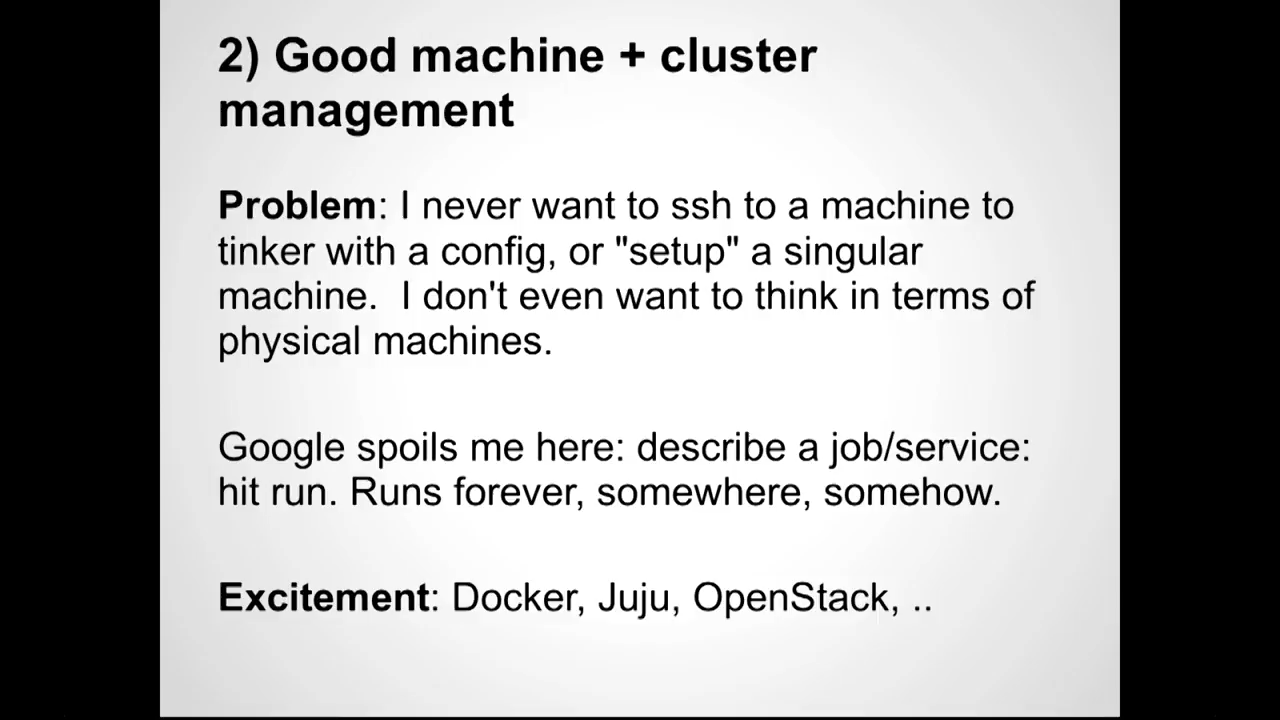 2) Good machine + cluster
management
Problem: I never want to ssh to a machine to
tinker with a config, or "setup" a singular
machine.  I don't even want to think in terms of
physical machines.
Google spoils me here: describe a job/service:
hit run. Runs forever, somewhere, somehow.
Excitement: Docker, Juju, OpenStack, ..